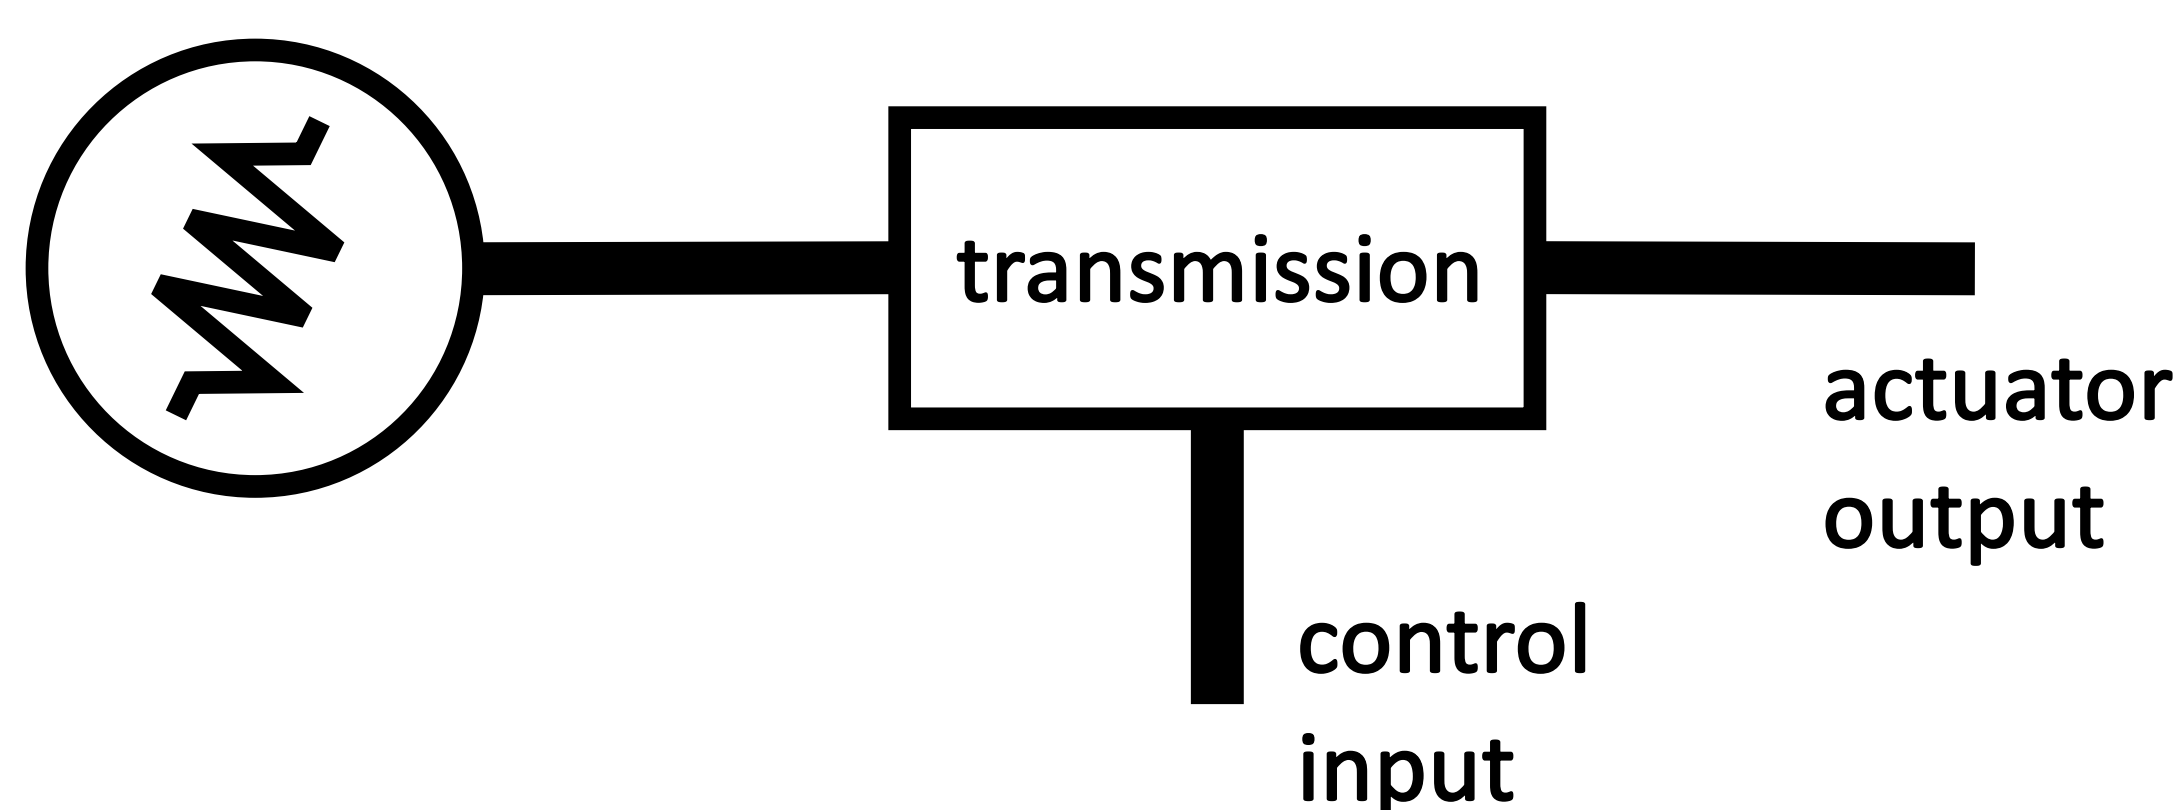 transmission
actuator
output
control
input